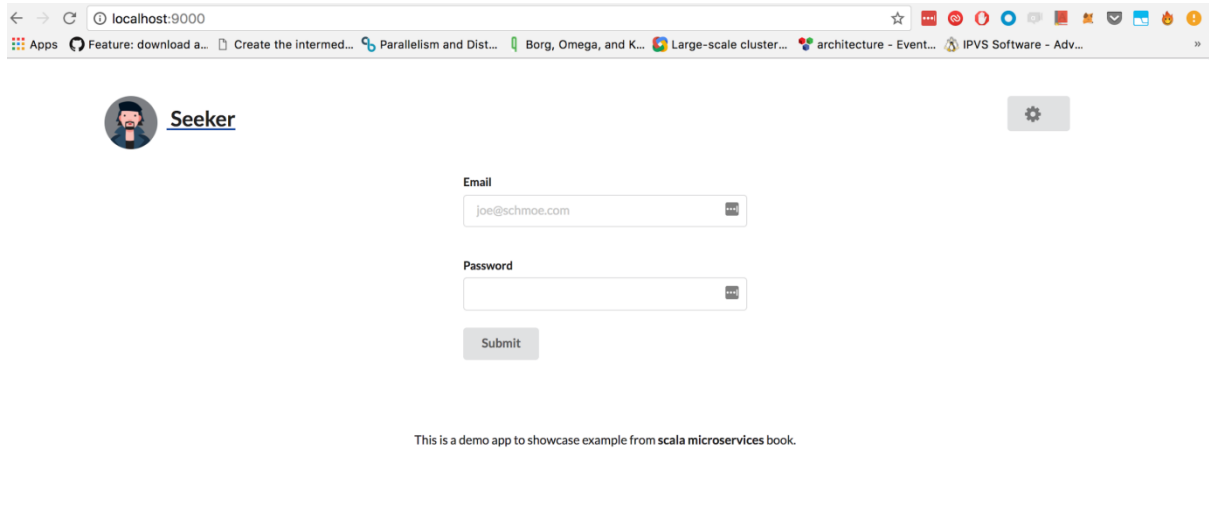 localhost:9000
Apps Feature: download a... Create the intermed... Parallelism and Dist... Borg, Omega, and K... Large-scale cluster... architecture - Event... IPVS Software - Adv... »
Seeker
Email
joe@schmoe.com
Password
Submit
This is a demo app to showcase example from scala microservices book.